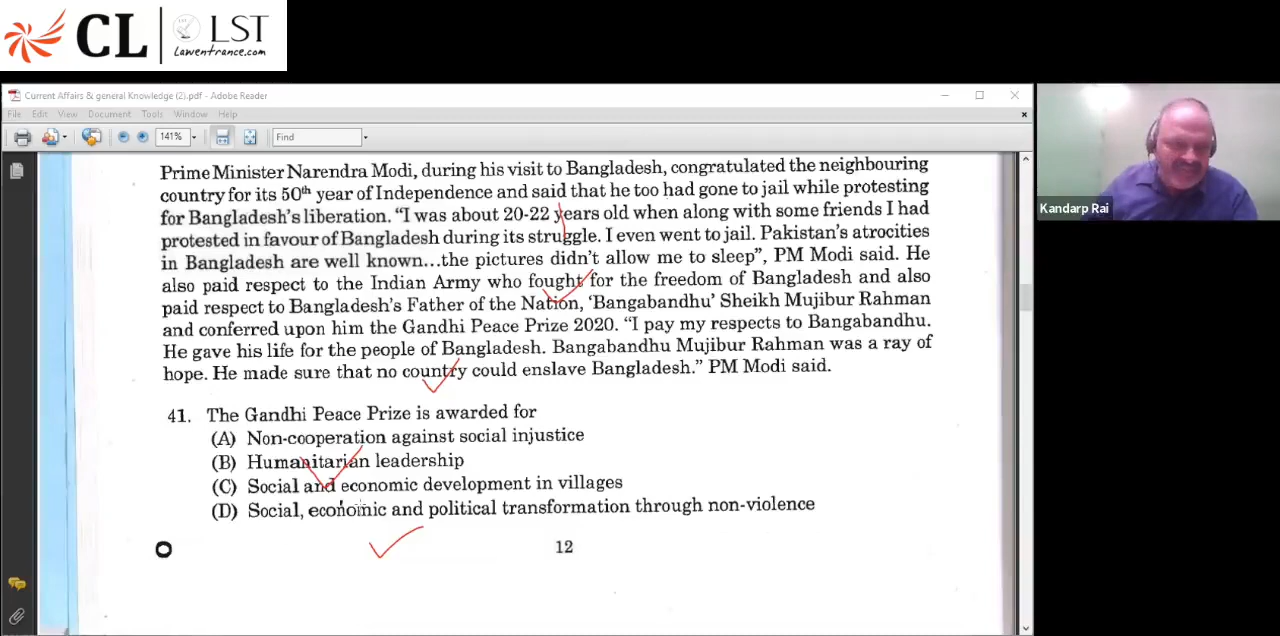 CL LST
Lawentrance.com
Current Affairs & general Knowledge (2).pdf - Adobe Reader
File Edit View Document Tools Window Help
141% Find
Prime Minister Narendra Modi, during his visit to Bangladesh, congratulated the neighbouring
country for its 50th year of Independence and said that he too had gone to jail while protesting
for Bangladesh's liberation. “I was about 20-22 years old when along with some friends I had
protested in favour of Bangladesh during its struggle. I even went to jail. Pakistan's atrocities
in Bangladesh are well known...the pictures didn't allow me to sleep”, PM Modi said. He
also paid respect to the Indian Army who fought for the freedom of Bangladesh and also
paid respect to Bangladesh's Father of the Nation, ‘Bangabandhu’ Sheikh Mujibur Rahman
and conferred upon him the Gandhi Peace Prize 2020. “I pay my respects to Bangabandhu.
He gave his life for the people of Bangladesh. Bangabandhu Mujibur Rahman was a ray of
hope. He made sure that no country could enslave Bangladesh.” PM Modi said.
41. The Gandhi Peace Prize is awarded for
(A) Non-cooperation against social injustice
(B) Humanitarian leadership
(C) Social and economic development in villages
(D) Social, economic and political transformation through non-violence
O 12
Kandarp Rai